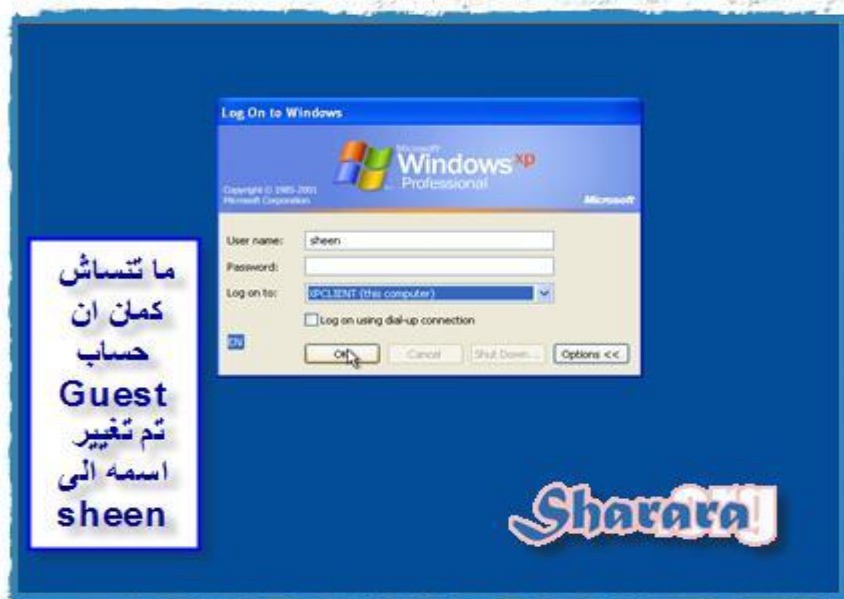 Log On to Windows
Microsoft
Windows xp
Professional
Copyright © 1985-2001
Microsoft Corporation
Microsoft
User name: sheen
Password:
Log on to: XPCLIENT (this computer)
Log on using dial-up connection
EN
OK Cancel Shut Down... Options <<
ما تنساش
كمان ان
حساب
Guest
تم تغيير
اسمه الى
sheen
Sharara
org